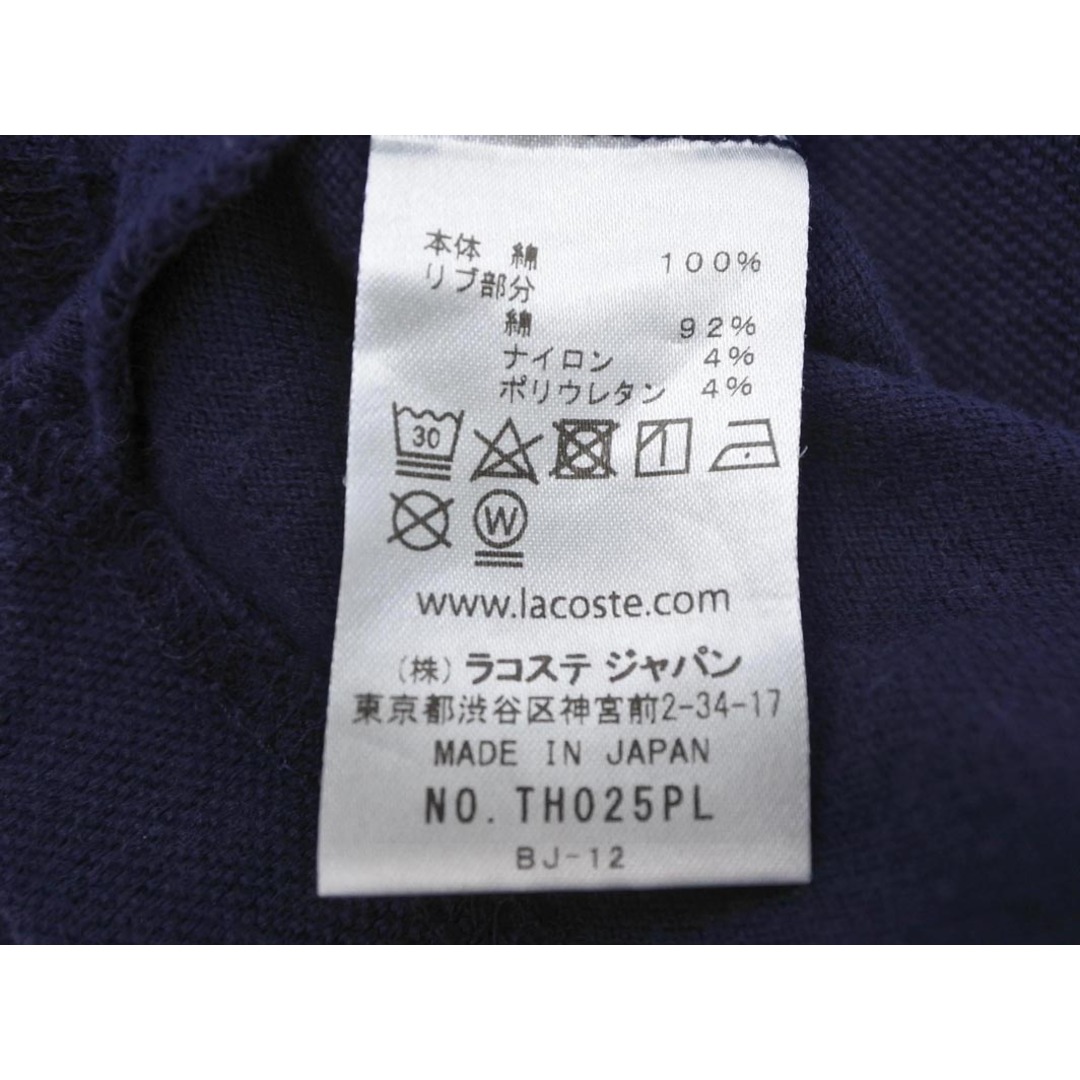 本体 綿 100%
リブ部分
綿 92%
ナイロン 4%
ポリウレタン 4%
30
W
www.lacoste.com
(株) ラコステ ジャパン
東京都渋谷区神宮前2-34-17
MADE IN JAPAN
NO. TH025PL
BJ-12